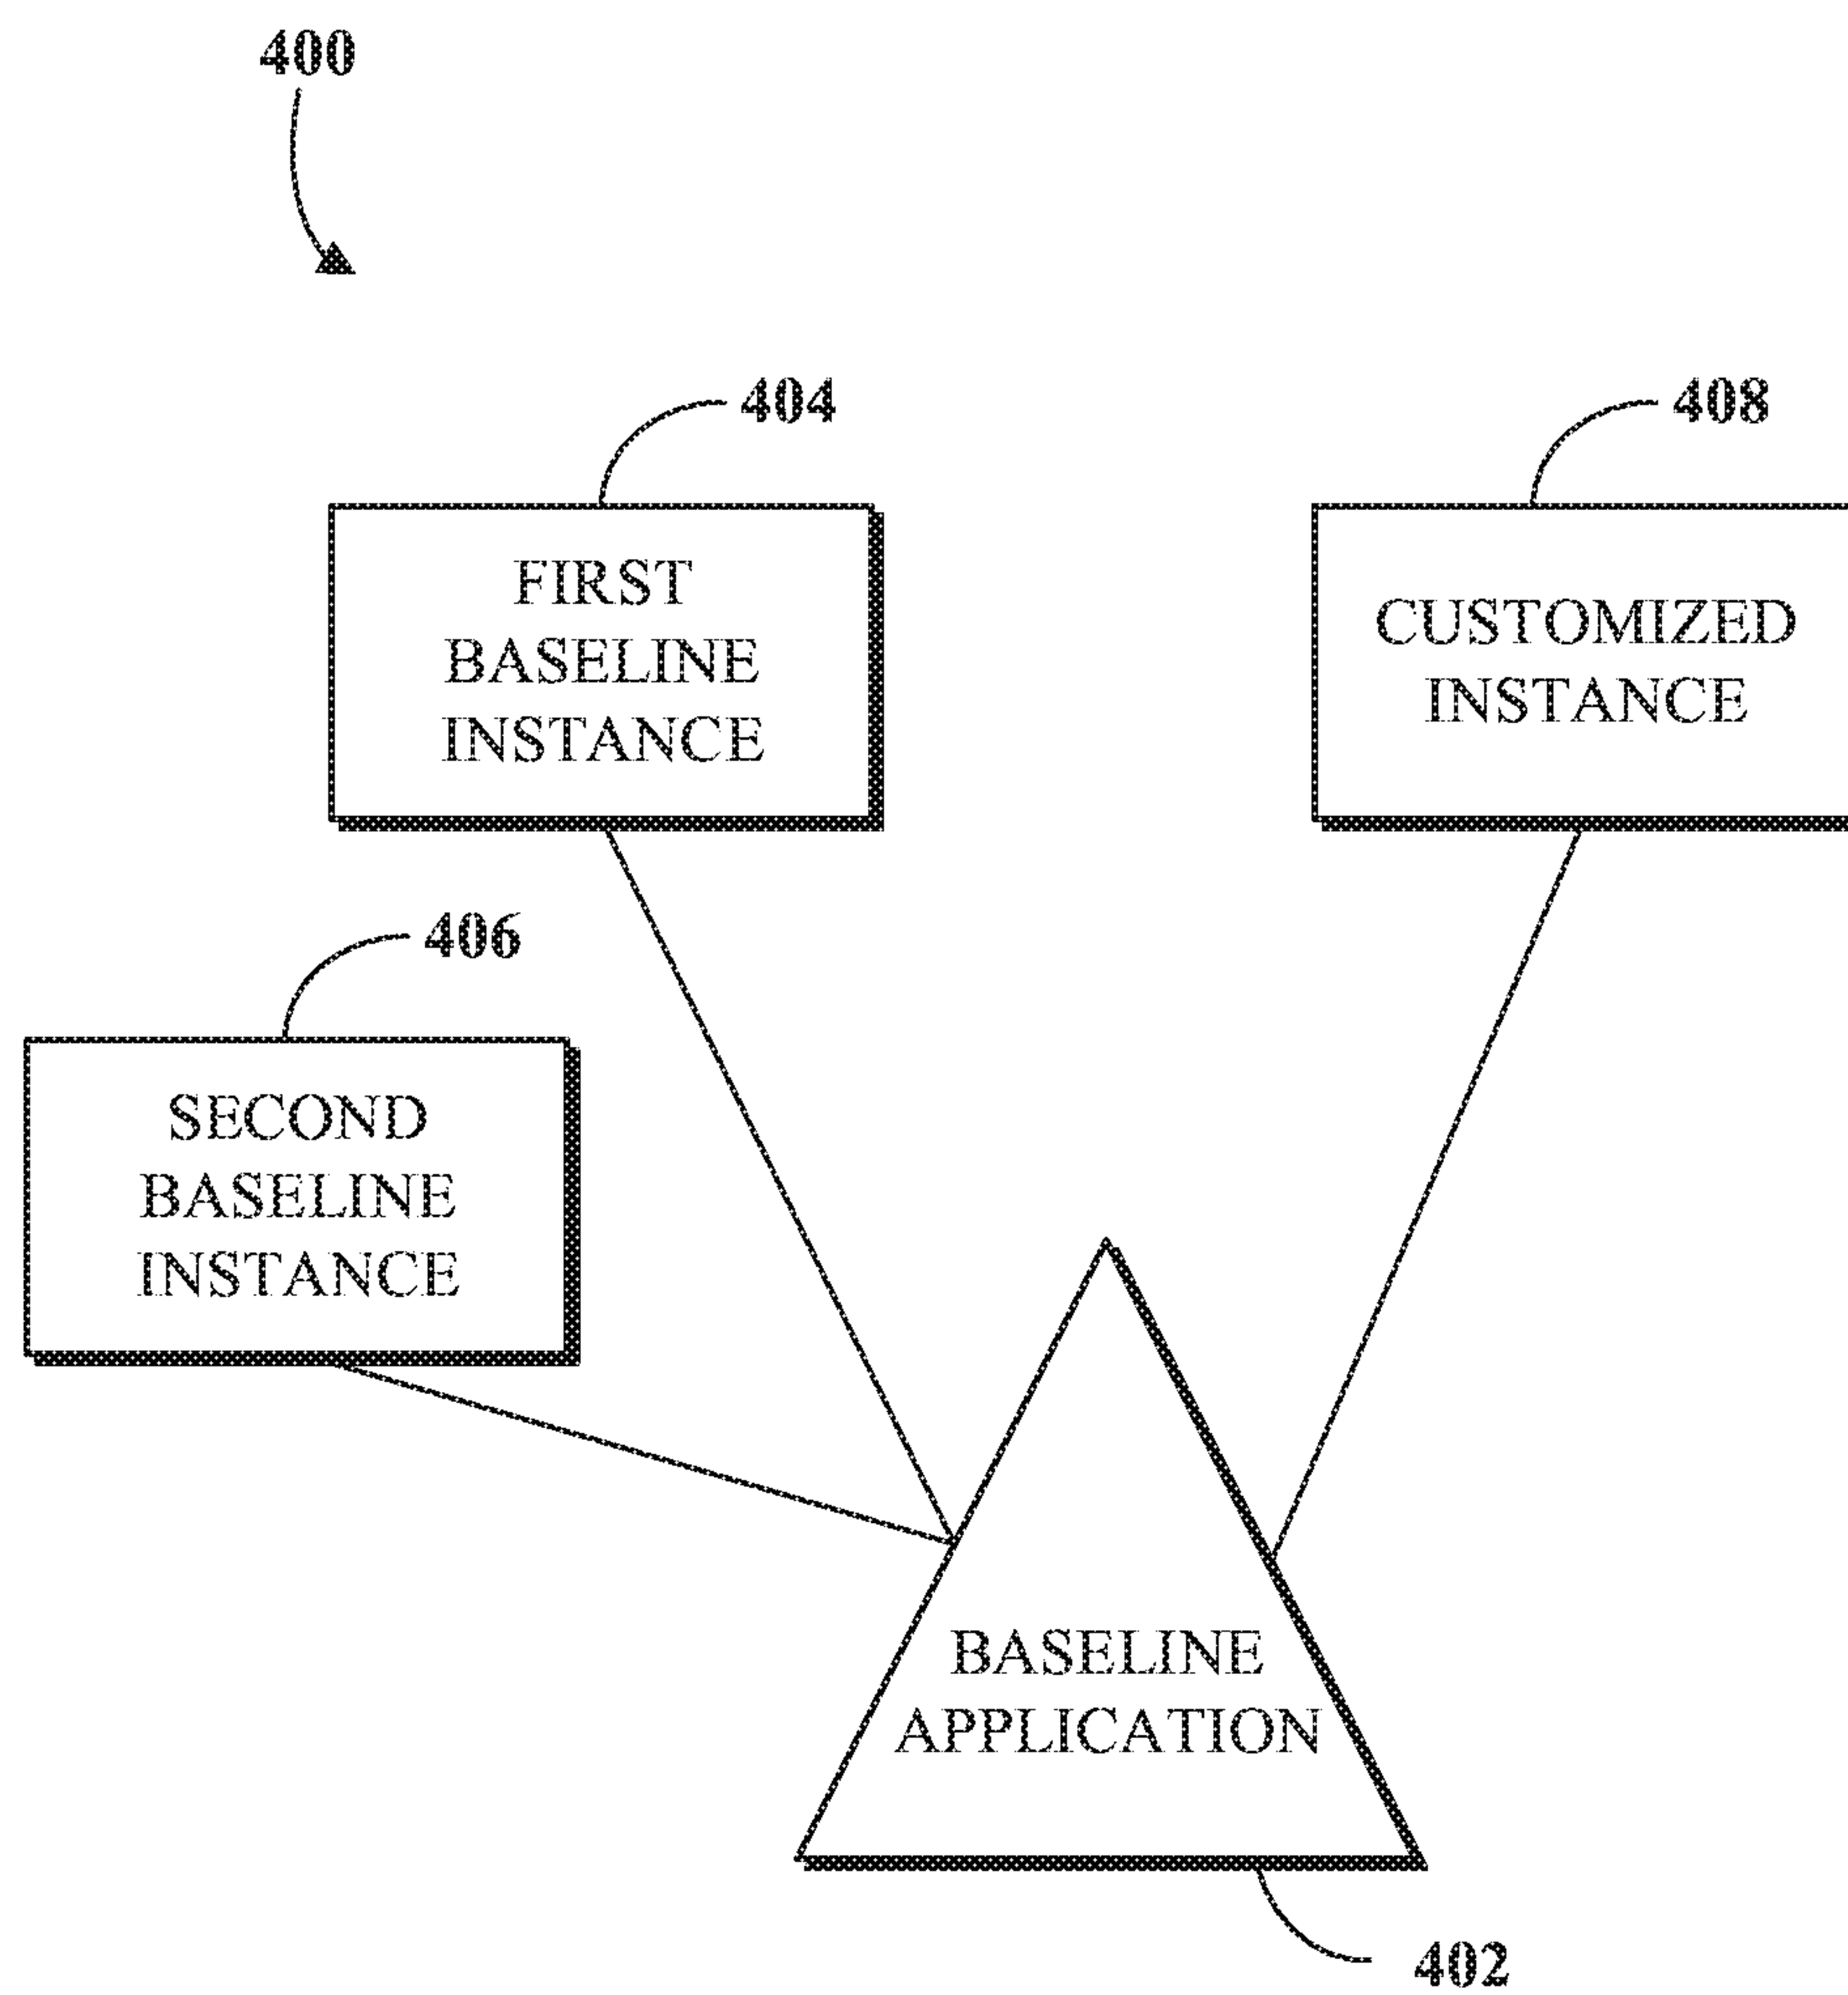 400
404
408
FIRST
BASELINE
INSTANCE
CUSTOMIZED
INSTANCE
406
SECOND
BASELINE
INSTANCE
BASELINE
APPLICATION
402